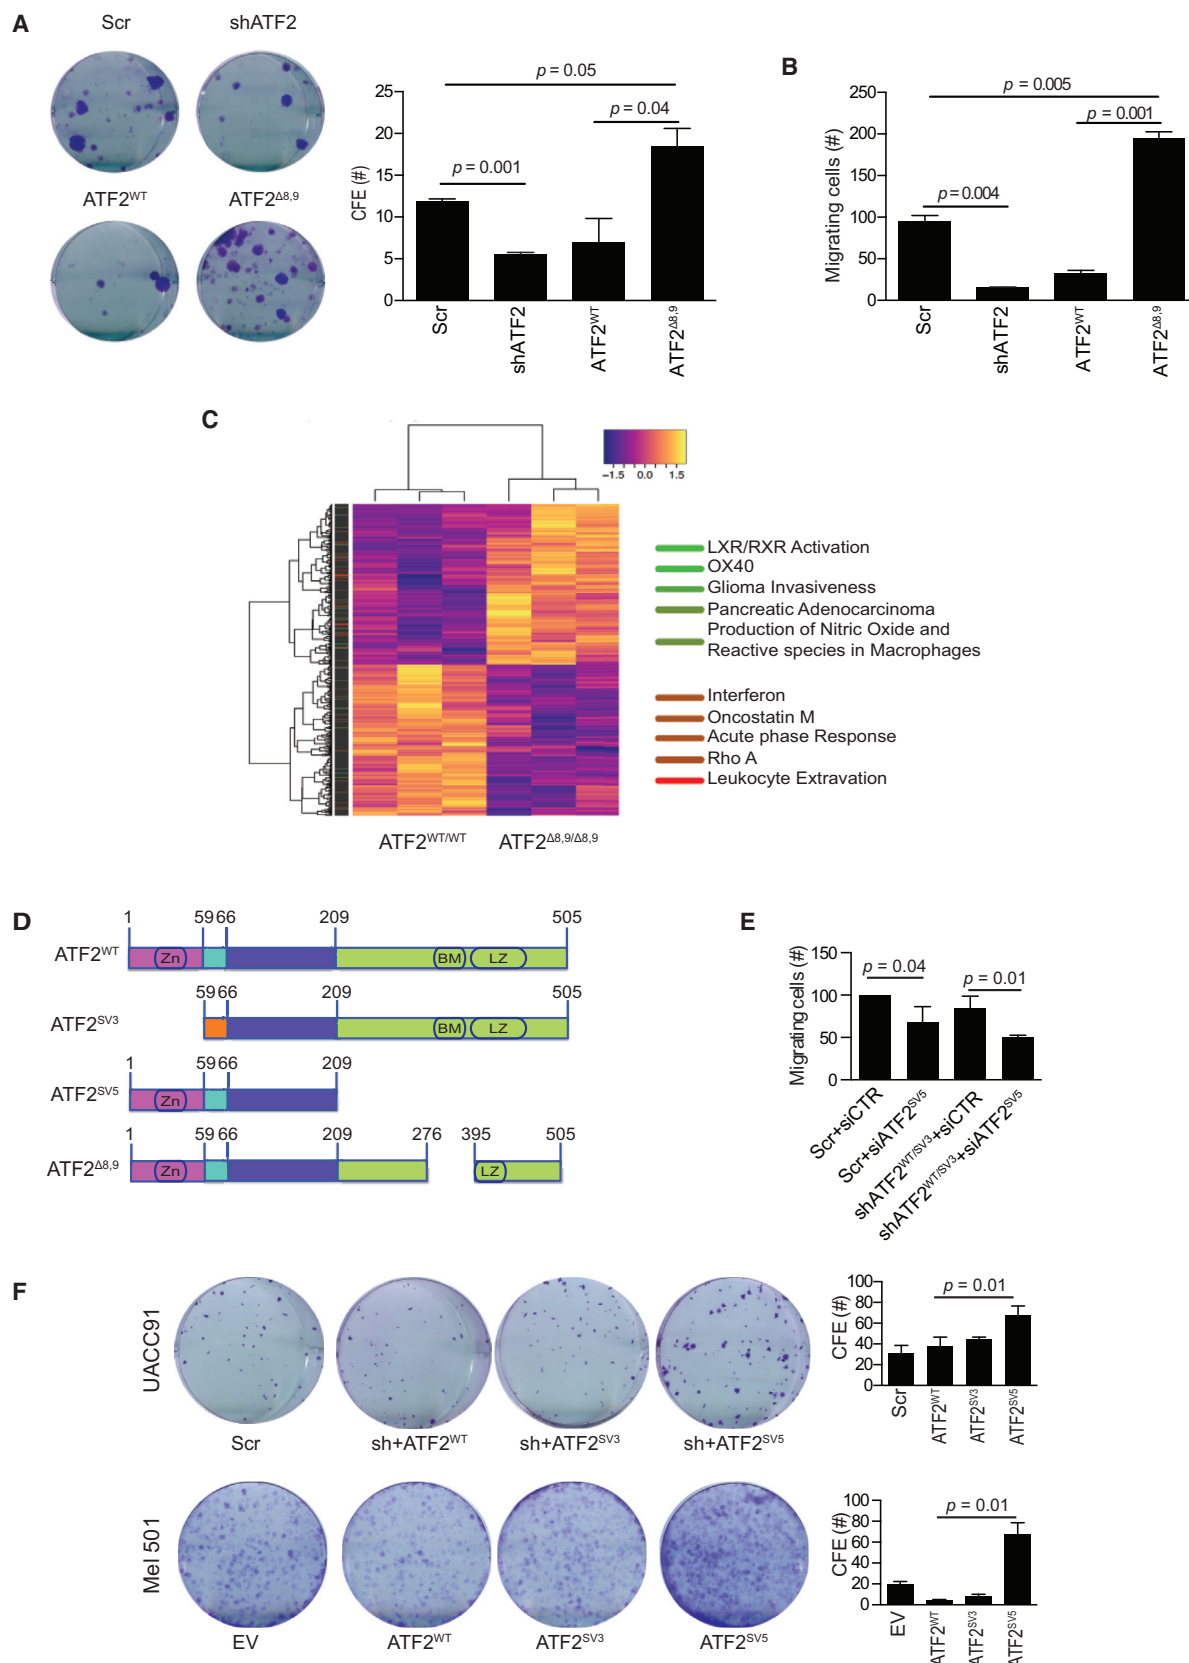 A
Scr
shATF2
ATF2WT
ATF2Δ8,9
p = 0.05
p = 0.04
p = 0.001
CFE (#)
25
20
15
10
5
0
Scr
shATF2
ATF2WT
ATF2Δ8,9
B
p = 0.005
p = 0.001
p = 0.004
Migrating cells (#)
250
200
150
100
50
0
Scr
shATF2
ATF2WT
ATF2Δ8,9
C
−1.5 0.0 1.5
LXR/RXR Activation
OX40
Glioma Invasiveness
Pancreatic Adenocarcinoma
Production of Nitric Oxide and
Reactive species in Macrophages
Interferon
Oncostatin M
Acute phase Response
Rho A
Leukocyte Extravation
ATF2WT/WT
ATF2Δ8,9/Δ8,9
D
1 59 66 209 505
ATF2WT
Zn BM LZ
59 66 209 505
ATF2SV3
BM LZ
1 59 66 209
ATF2SV5
Zn
1 59 66 209 276 395 505
ATF2Δ8,9
Zn LZ
E
Migrating cells (#)
150
100
50
0
p = 0.04
p = 0.01
Scr+siCTR
Scr+siATF2SV5
shATF2WT/SV3+siCTR
shATF2WT/SV3+siATF2SV5
F
UACC91
Scr
sh+ATF2WT
sh+ATF2SV3
sh+ATF2SV5
CFE (#)
100
80
60
40
20
0
p = 0.01
Scr
ATF2WT
ATF2SV3
ATF2SV5
Mel 501
EV
ATF2WT
ATF2SV3
ATF2SV5
CFE (#)
100
80
60
40
20
0
p = 0.01
EV
ATF2WT
ATF2SV3
ATF2SV5